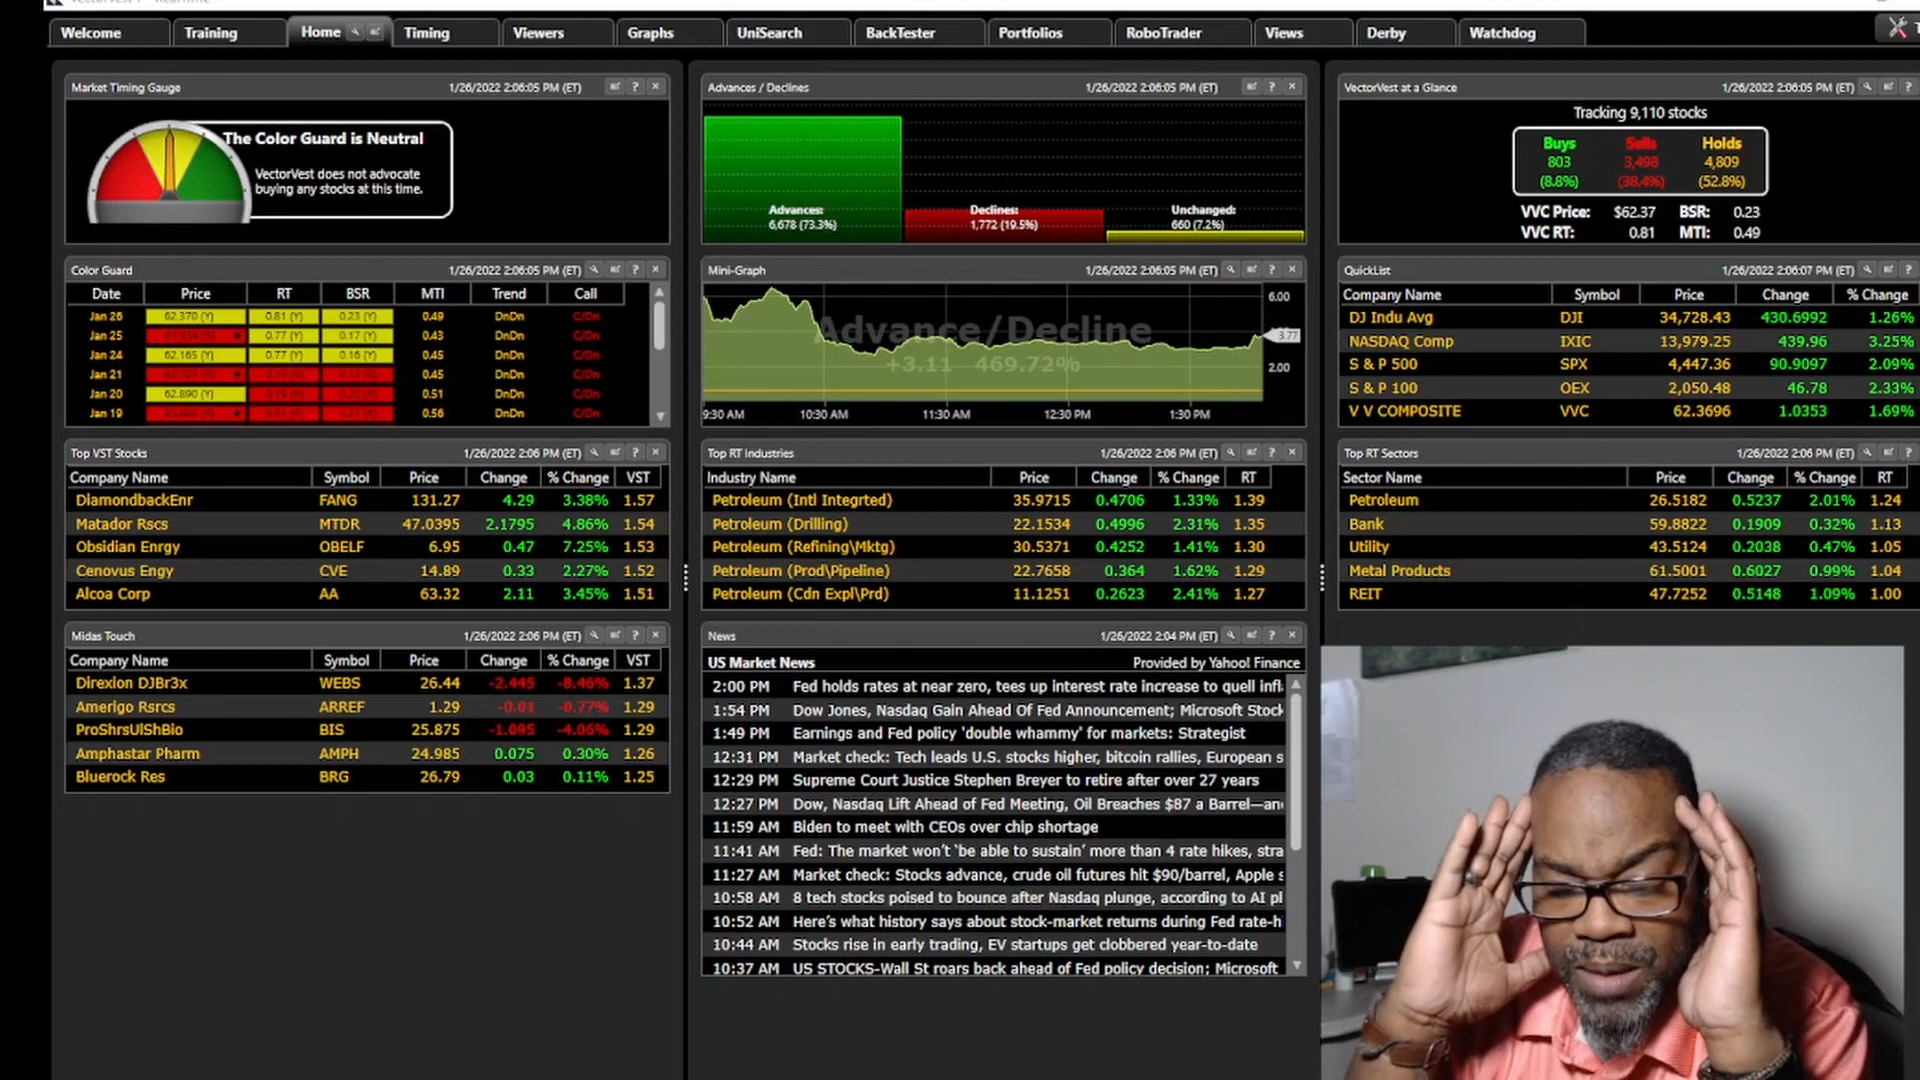 Welcome
Training
Home
Timing
Viewers
Graphs
UniSearch
BackTester
Portfolios
RoboTrader
Views
Derby
Watchdog
Market Timing Gauge 1/26/2022 2:06:05 PM (ET)
The Color Guard is Neutral
VectorVest does not advocate
buying any stocks at this time.
Color Guard 1/26/2022 2:06:05 PM (ET)
Date Price RT BSR MTI Trend Call
Jan 26 62.370 (Y) 0.81 (Y) 0.23 (Y) 0.49 DnDn C/Dn
Jan 25 0.77 (Y) 0.17 (Y) 0.43 DnDn C/Dn
Jan 24 62.165 (Y) 0.77 (Y) 0.16 (Y) 0.45 DnDn C/Dn
Jan 21 0.45 DnDn C/Dn
Jan 20 62.890 (Y) 0.51 DnDn C/Dn
Jan 19 0.56 DnDn C/Dn
Top VST Stocks 1/26/2022 2:06 PM (ET)
Company Name Symbol Price Change % Change VST
DiamondbackEnr FANG 131.27 4.29 3.38% 1.57
Matador Rscs MTDR 47.0395 2.1795 4.86% 1.54
Obsidian Enrgy OBELF 6.95 0.47 7.25% 1.53
Cenovus Engy CVE 14.89 0.33 2.27% 1.52
Alcoa Corp AA 63.32 2.11 3.45% 1.51
Midas Touch 1/26/2022 2:06 PM (ET)
Company Name Symbol Price Change % Change VST
Direxion DJBr3x WEBS 26.44 -2.445 -8.46% 1.37
Amerigo Rsrcs ARREF 1.29 -0.01 -0.77% 1.29
ProShrsUlShBio BIS 25.875 -1.095 -4.06% 1.29
Amphastar Pharm AMPH 24.985 0.075 0.30% 1.26
Bluerock Res BRG 26.79 0.03 0.11% 1.25
Advances / Declines 1/26/2022 2:06:05 PM (ET)
Advances: Declines: Unchanged:
6,678 (73.3%) 1,772 (19.5%) 660 (7.2%)
Mini-Graph 1/26/2022 2:06:05 PM (ET)
6.00
Advance/Decline
3.77
+3.11 469.72%
2.00
9:30 AM 10:30 AM 11:30 AM 12:30 PM 1:30 PM
Top RT Industries 1/26/2022 2:06 PM (ET)
Industry Name Price Change % Change RT
Petroleum (Intl Integrted) 35.9715 0.4706 1.33% 1.39
Petroleum (Drilling) 22.1534 0.4996 2.31% 1.35
Petroleum (Refining\Mktg) 30.5371 0.4252 1.41% 1.30
Petroleum (Prod\Pipeline) 22.7658 0.364 1.62% 1.29
Petroleum (Cdn Expl\Prd) 11.1251 0.2623 2.41% 1.27
News 1/26/2022 2:04 PM (ET)
US Market News Provided by Yahoo! Finance
2:00 PM Fed holds rates at near zero, tees up interest rate increase to quell infl
1:54 PM Dow Jones, Nasdaq Gain Ahead Of Fed Announcement; Microsoft Stock
1:49 PM Earnings and Fed policy 'double whammy' for markets: Strategist
12:31 PM Market check: Tech leads U.S. stocks higher, bitcoin rallies, European s
12:29 PM Supreme Court Justice Stephen Breyer to retire after over 27 years
12:27 PM Dow, Nasdaq Lift Ahead of Fed Meeting, Oil Breaches $87 a Barrel—an
11:59 AM Biden to meet with CEOs over chip shortage
11:41 AM Fed: The market won't 'be able to sustain' more than 4 rate hikes, stra
11:27 AM Market check: Stocks advance, crude oil futures hit $90/barrel, Apple s
10:58 AM 8 tech stocks poised to bounce after Nasdaq plunge, according to AI pl
10:52 AM Here's what history says about stock-market returns during Fed rate-h
10:44 AM Stocks rise in early trading, EV startups get clobbered year-to-date
10:37 AM US STOCKS-Wall St roars back ahead of Fed policy decision; Microsoft
VectorVest at a Glance 1/26/2022 2:06:05 PM (ET)
Tracking 9,110 stocks
Buys Sells Holds
803 3,498 4,809
(8.8%) (38.4%) (52.8%)
VVC Price: $62.37 BSR: 0.23
VVC RT: 0.81 MTI: 0.49
QuickList 1/26/2022 2:06:07 PM (ET)
Company Name Symbol Price Change % Change
DJ Indu Avg DJI 34,728.43 430.6992 1.26%
NASDAQ Comp IXIC 13,979.25 439.96 3.25%
S & P 500 SPX 4,447.36 90.9097 2.09%
S & P 100 OEX 2,050.48 46.78 2.33%
V V COMPOSITE VVC 62.3696 1.0353 1.69%
Top RT Sectors 1/26/2022 2:06 PM (ET)
Sector Name Price Change % Change RT
Petroleum 26.5182 0.5237 2.01% 1.24
Bank 59.8822 0.1909 0.32% 1.13
Utility 43.5124 0.2038 0.47% 1.05
Metal Products 61.5001 0.6027 0.99% 1.04
REIT 47.7252 0.5148 1.09% 1.00